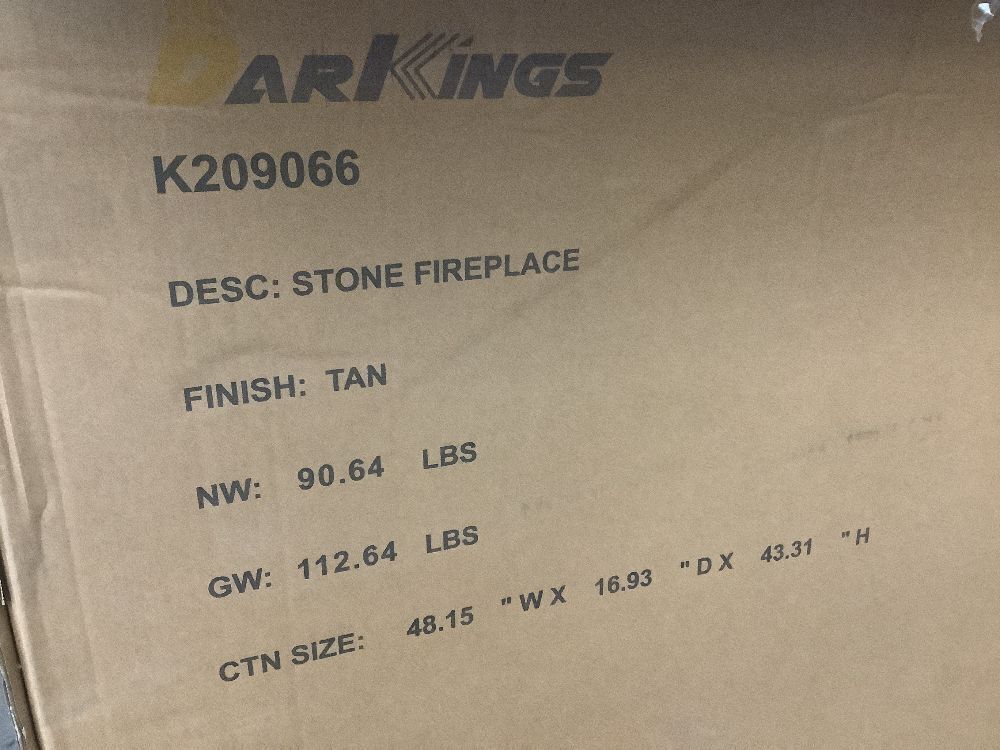 DARKINGS
K209066
DESC: STONE FIREPLACE
FINISH: TAN
NW: 90.64 LBS
GW: 112.64 LBS
CTN SIZE: 48.15 "W X 16.93 "D X 43.31 "H